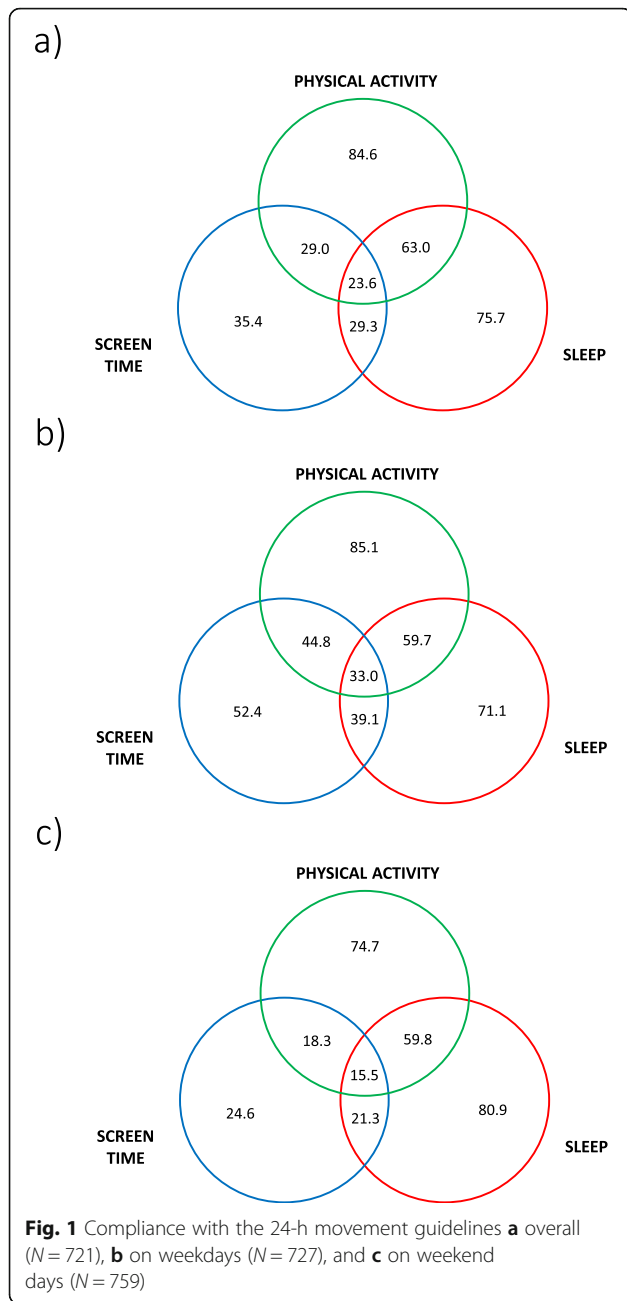 a)
PHYSICAL ACTIVITY
84.6
29.0
63.0
23.6
35.4
29.3
75.7
SCREEN
TIME
SLEEP
b)
PHYSICAL ACTIVITY
85.1
44.8
59.7
33.0
52.4
39.1
71.1
SCREEN
TIME
SLEEP
c)
PHYSICAL ACTIVITY
74.7
18.3
59.8
15.5
24.6
21.3
80.9
SCREEN
TIME
SLEEP
Fig. 1 Compliance with the 24-h movement guidelines a overall
(N = 721), b on weekdays (N = 727), and c on weekend
days (N = 759)